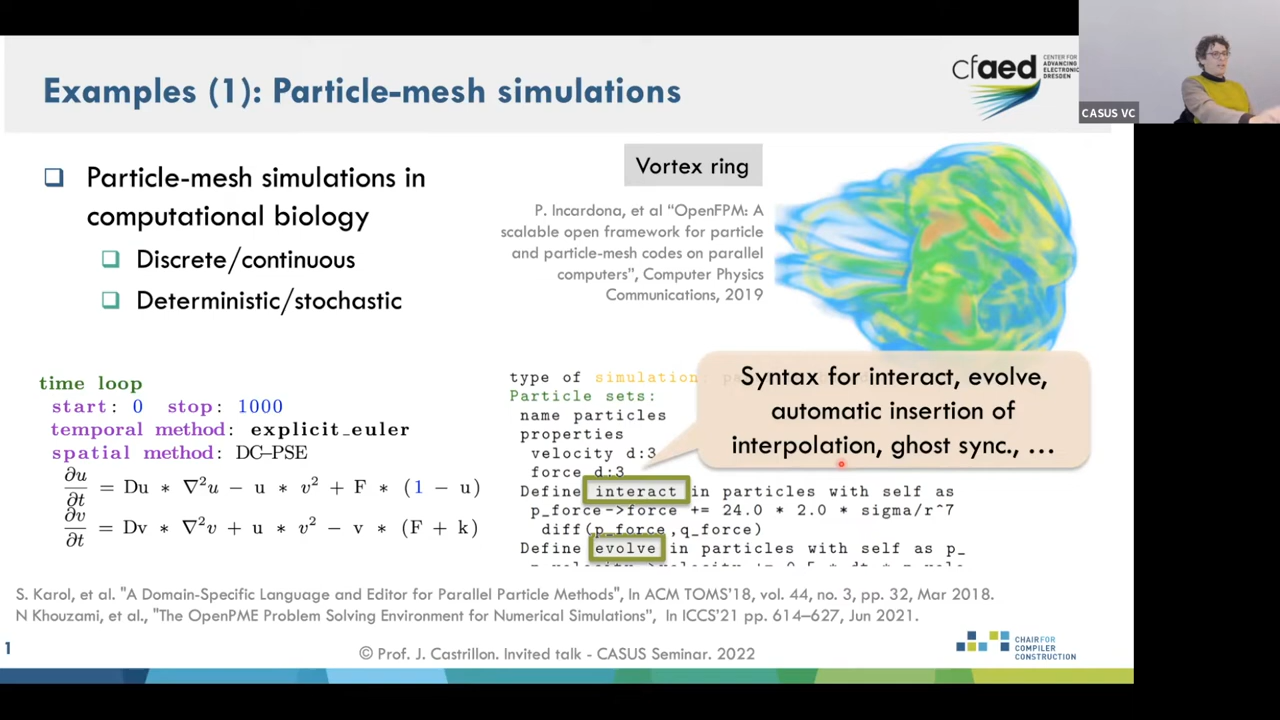 Examples (1): Particle-mesh simulations
cfaed
CENTER FOR
ADVANCING
ELECTRONICS
DRESDEN
CASUS VC
Particle-mesh simulations in
computational biology
Discrete/continuous
Deterministic/stochastic
Vortex ring
P. Incardona, et al "OpenFPM: A
scalable open framework for particle
and particle-mesh codes on parallel
computers", Computer Physics
Communications, 2019
time loop
start: 0 stop: 1000
temporal method: explicit_euler
spatial method: DC-PSE
∂u/∂t = Du * ∇²u − u * v² + F * (1 − u)
∂v/∂t = Dv * ∇²v + u * v² − v * (F + k)
type of simulation:
Particle sets:
name particles
properties
velocity d:3
force d:3
Define interact in particles with self as
p_force->force += 24.0 * 2.0 * sigma/r^7
diff(p_force,q_force)
Define evolve in particles with self as p_
Syntax for interact, evolve,
automatic insertion of
interpolation, ghost sync., …
S. Karol, et al. "A Domain-Specific Language and Editor for Parallel Particle Methods", In ACM TOMS'18, vol. 44, no. 3, pp. 32, Mar 2018.
N Khouzami, et al., "The OpenPME Problem Solving Environment for Numerical Simulations", In ICCS'21 pp. 614–627, Jun 2021.
1
© Prof. J. Castrillon. Invited talk - CASUS Seminar. 2022
CHAIR FOR
COMPILER
CONSTRUCTION